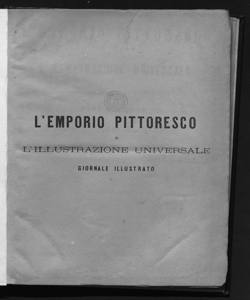 L'EMPORIO PITTORESCO
E
L'ILLUSTRAZIONE UNIVERSALE
GIORNALE ILLUSTRATO